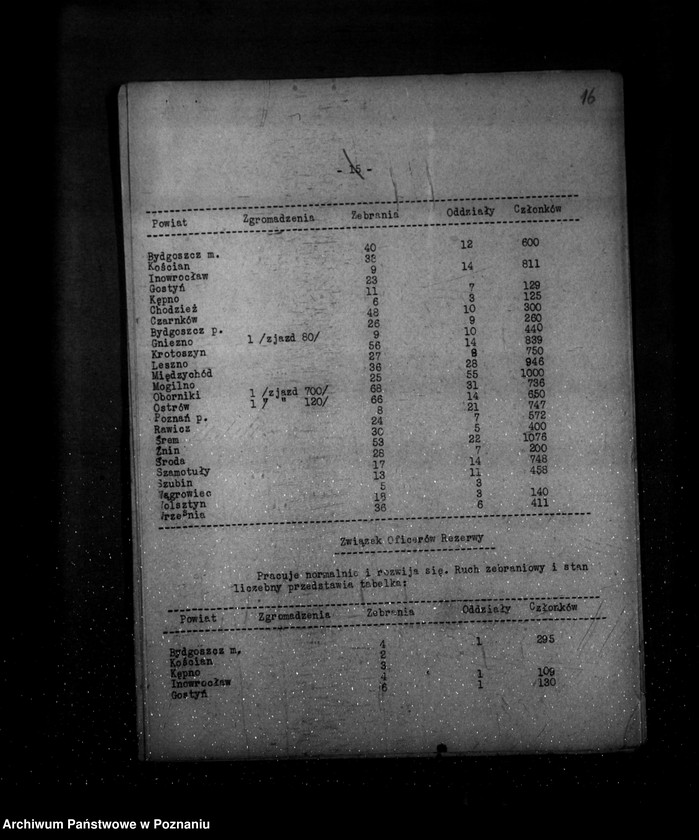 16
- 15 -
Powiat Zgromadzenia Zebrania Oddziały Członków
Bydgoszcz m. 40 12 600
Kościan 38
Inowrocław 9 14 811
Gostyń 23
Kępno 11 7 129
Chodzież 6 3 125
Czarnków 48 10 300
Bydgoszcz p. 26 9 260
Gniezno 1 /zjazd 80/ 9 10 440
Krotoszyn 56 14 839
Leszno 27 8 750
Międzychód 36 28 946
Mogilno 25 55 1000
Oborniki 1 /zjazd 700/ 68 31 736
Ostrów 1 / " 120/ 66 14 650
Poznań p. 8 21 747
Rawicz 24 7 572
Śrem 30 5 400
Żnin 53 22 1076
Środa 28 7 200
Szamotuły 17 14 748
Szubin 13 11 458
Wągrowiec 5 3
Wolsztyn 18 3 140
Września 36 6 411
Związek Oficerów Rezerwy
Pracuje normalnie i rozwija się. Ruch zebraniowy i stan
liczebny przedstawia tabelka:
Powiat Zgromadzenia Zebrania Oddziały Członków
Bydgoszcz m. 4 1 295
Kościan 2
Kępno 3
Inowrocław 4 1 109
Gostyń 6 1 130
Archiwum Państwowe w Poznaniu